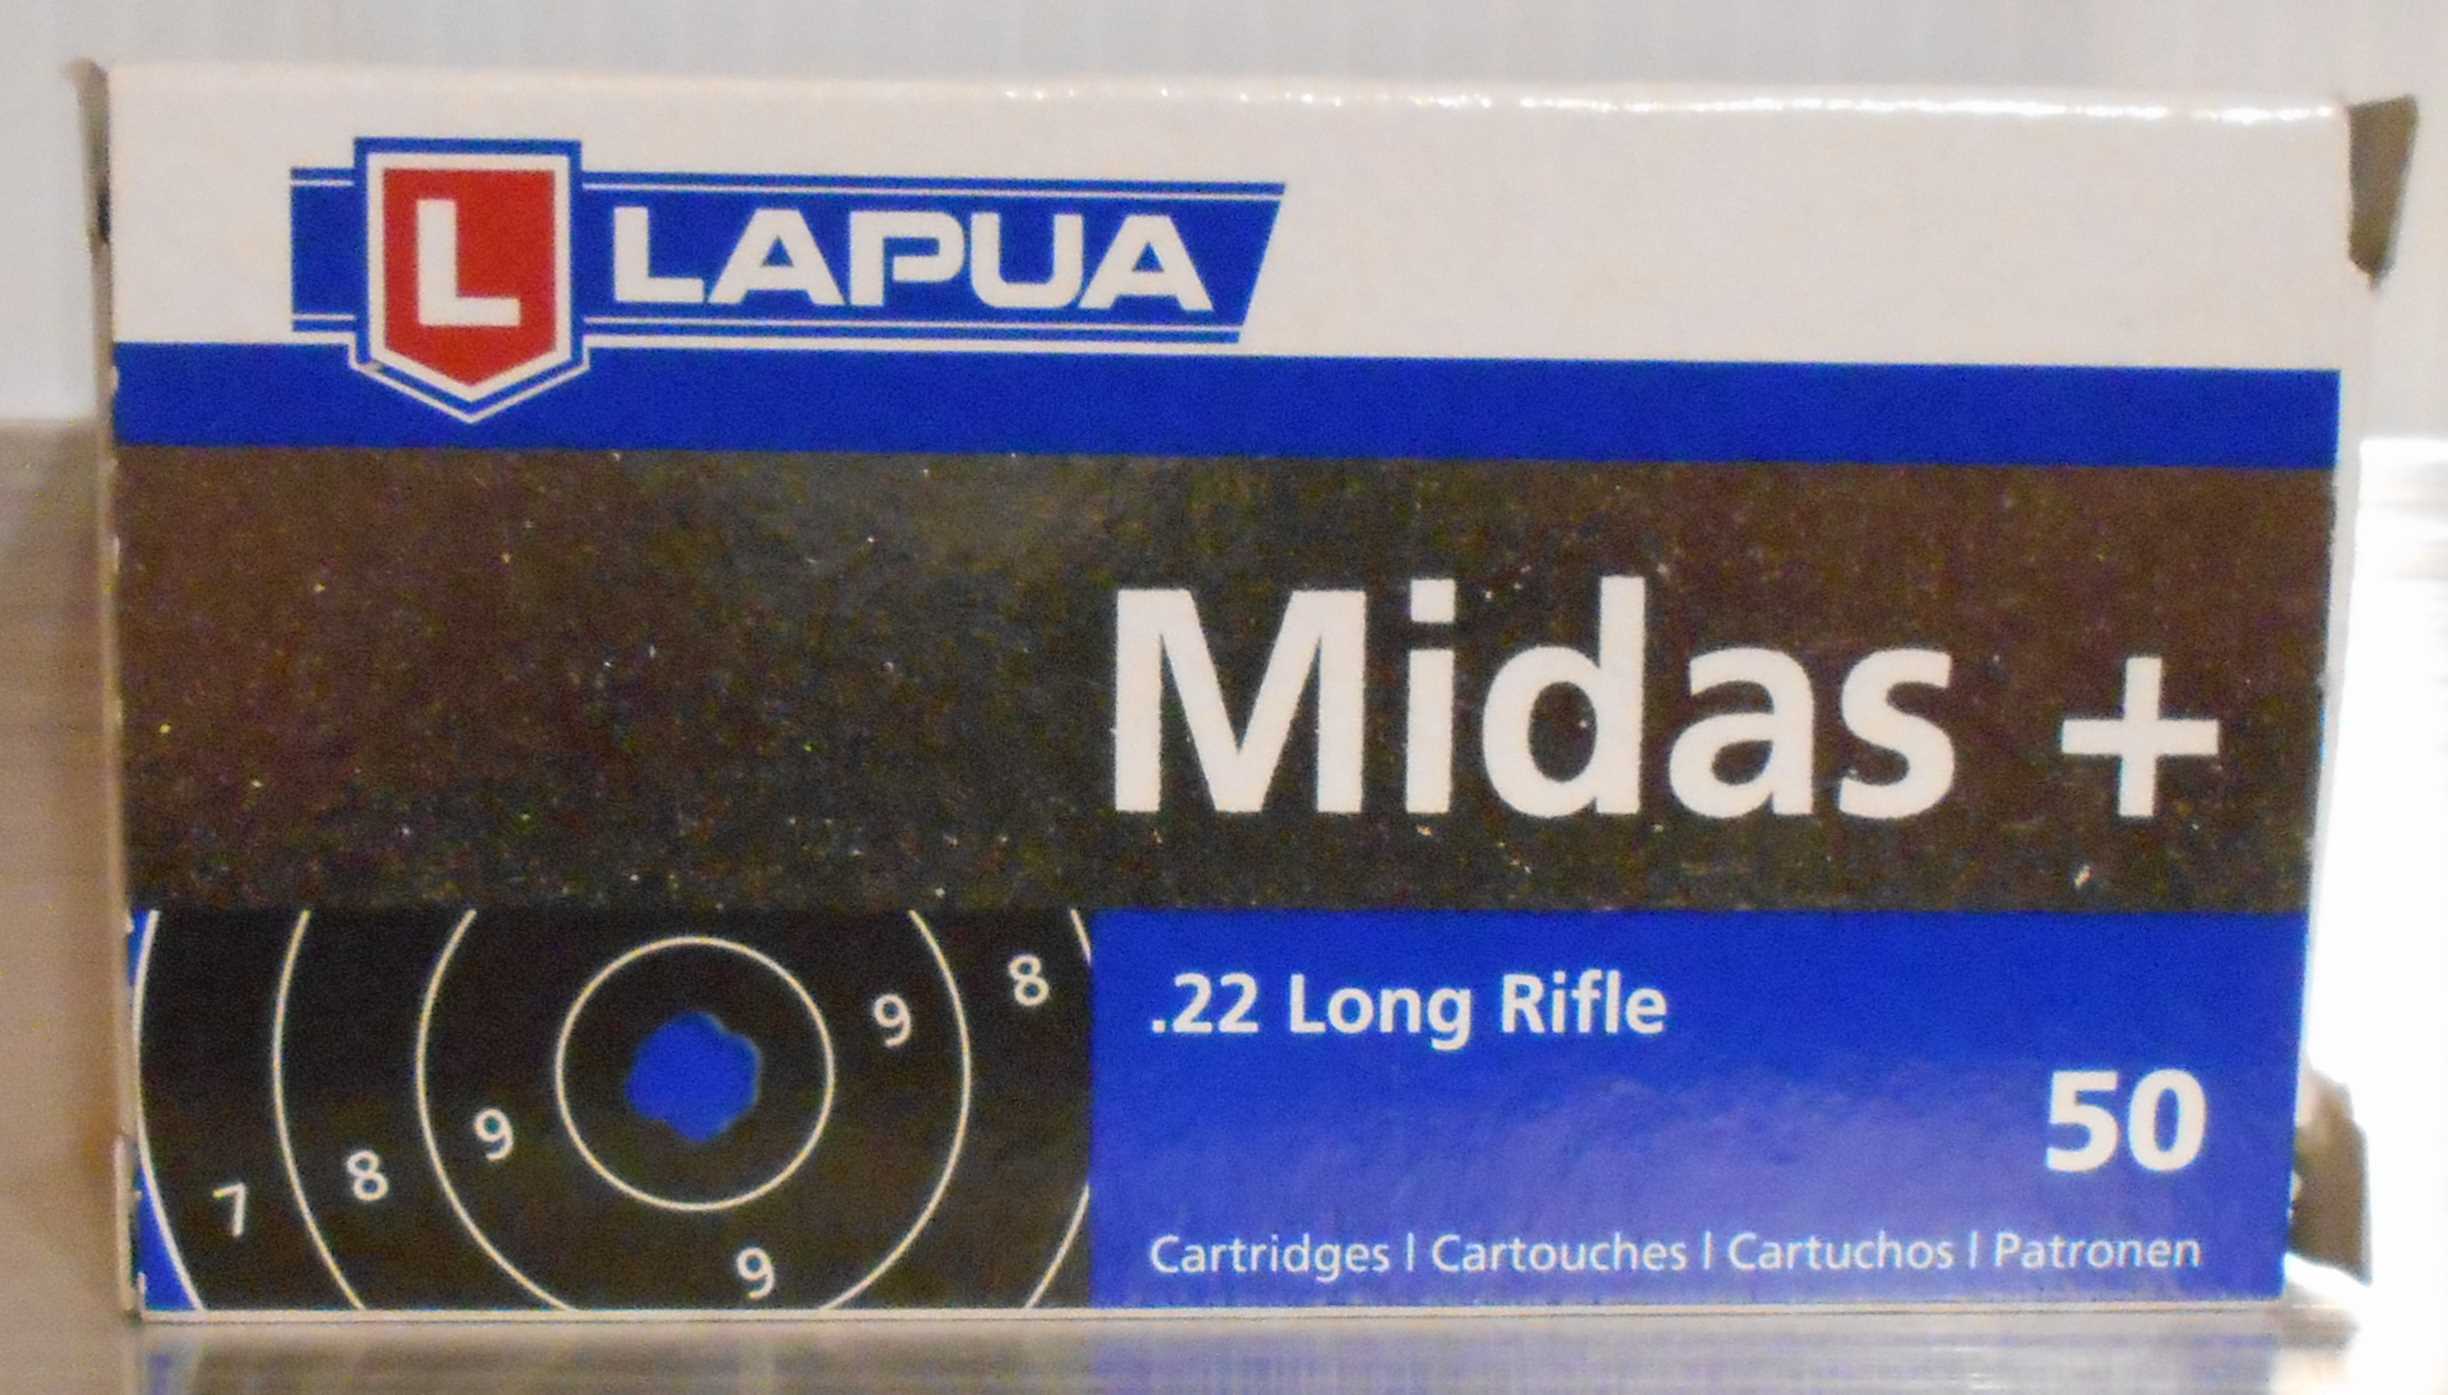 L LAPUA
Midas +
.22 Long Rifle
50
Cartridges | Cartouches | Cartuchos | Patronen
8
9
9
8
7
9